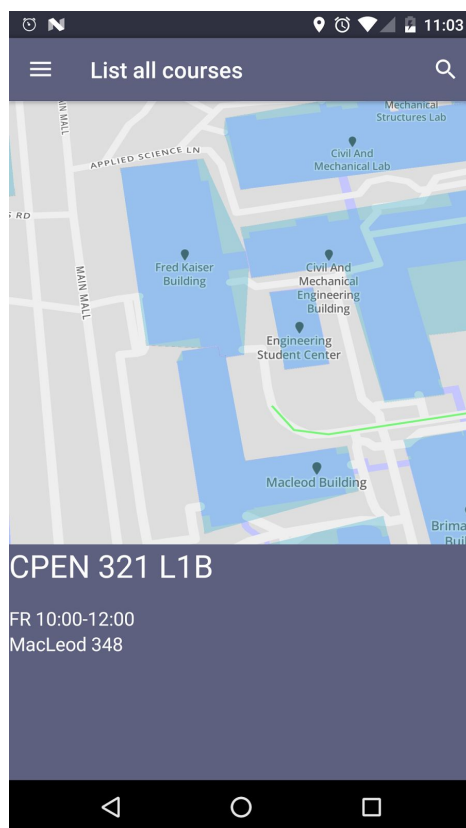 11:03
List all courses
Mechanical
Structures Lab
IN MALL
APPLIED SCIENCE LN
Civil And
Mechanical Lab
S RD
MAIN MALL
Fred Kaiser
Building
Civil And
Mechanical
Engineering
Building
Engineering
Student Center
Macleod Building
Brima
Buil
CPEN 321 L1B
FR 10:00-12:00
MacLeod 348